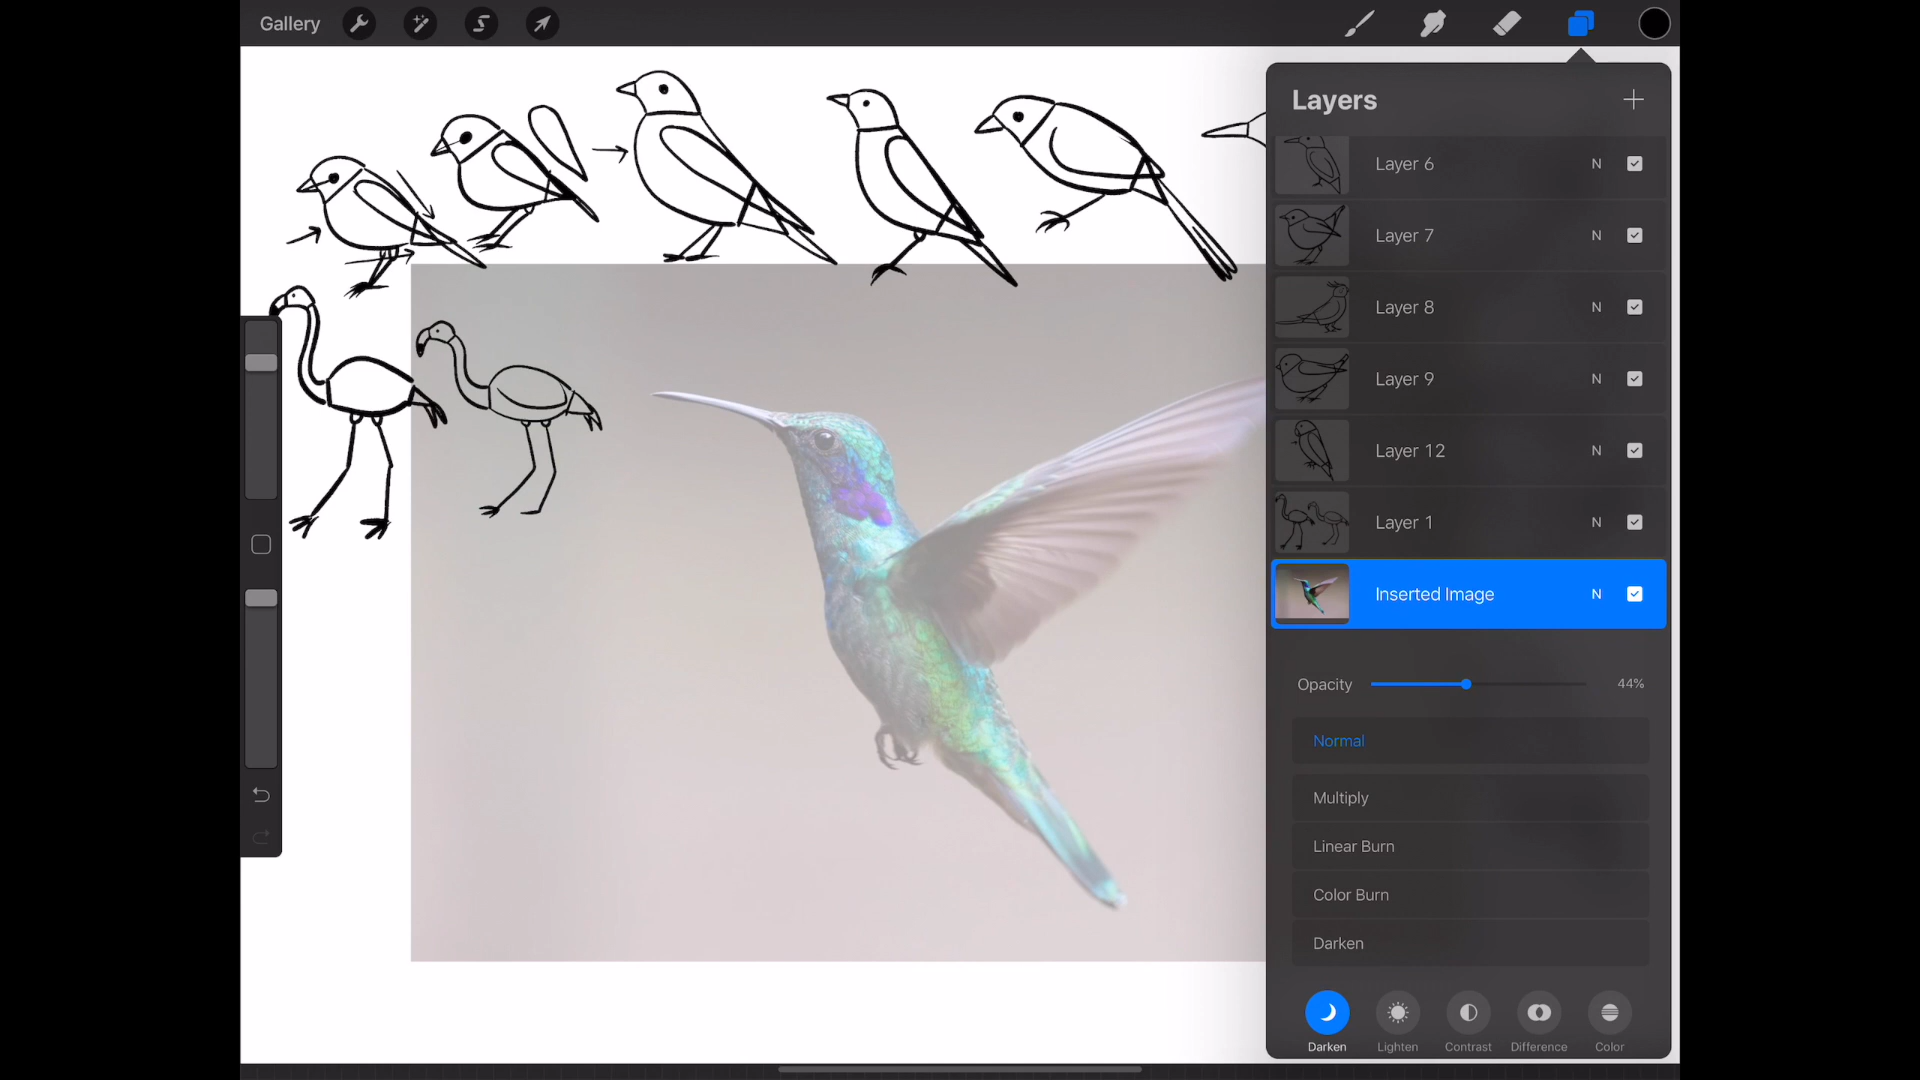 Gallery
Layers
Layer 6 N
Layer 7 N
Layer 8 N
Layer 9 N
Layer 12 N
Layer 1 N
Inserted Image N
Opacity 44%
Normal
Multiply
Linear Burn
Color Burn
Darken
Darken Lighten Contrast Difference Color